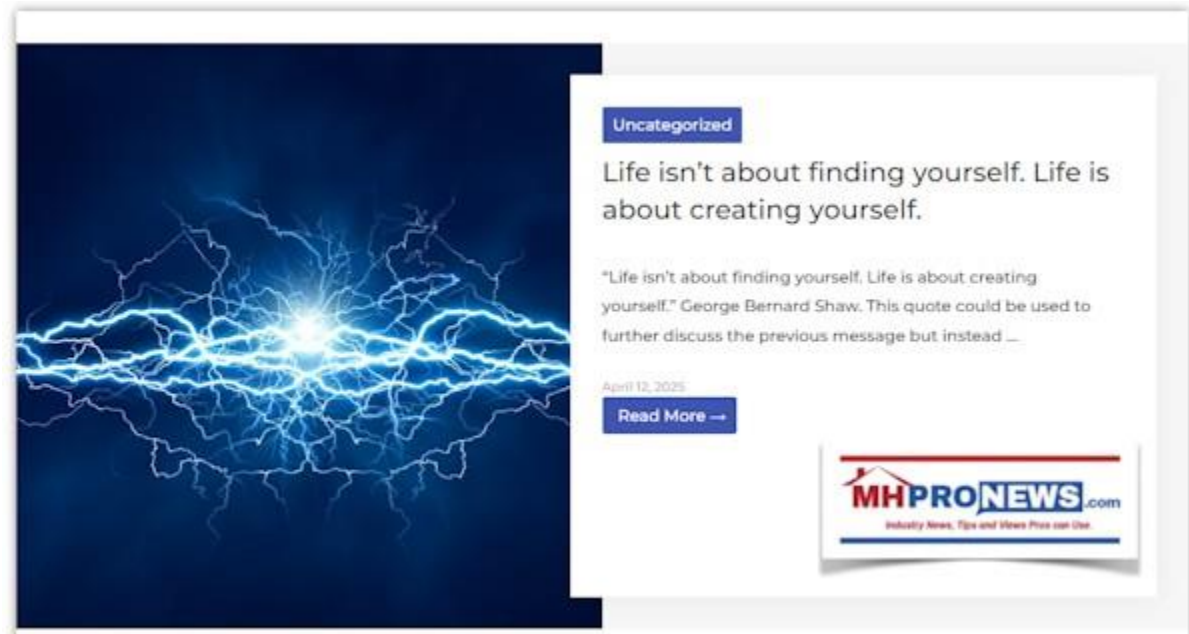 Uncategorized
Life isn't about finding yourself. Life is
about creating yourself.
“Life isn't about finding yourself. Life is about creating
yourself.” George Bernard Shaw. This quote could be used to
further discuss the previous message but instead ...
April 12, 2025
Read More →
MHPRONEWS.com
Industry News, Tips and Views Pros can Use.